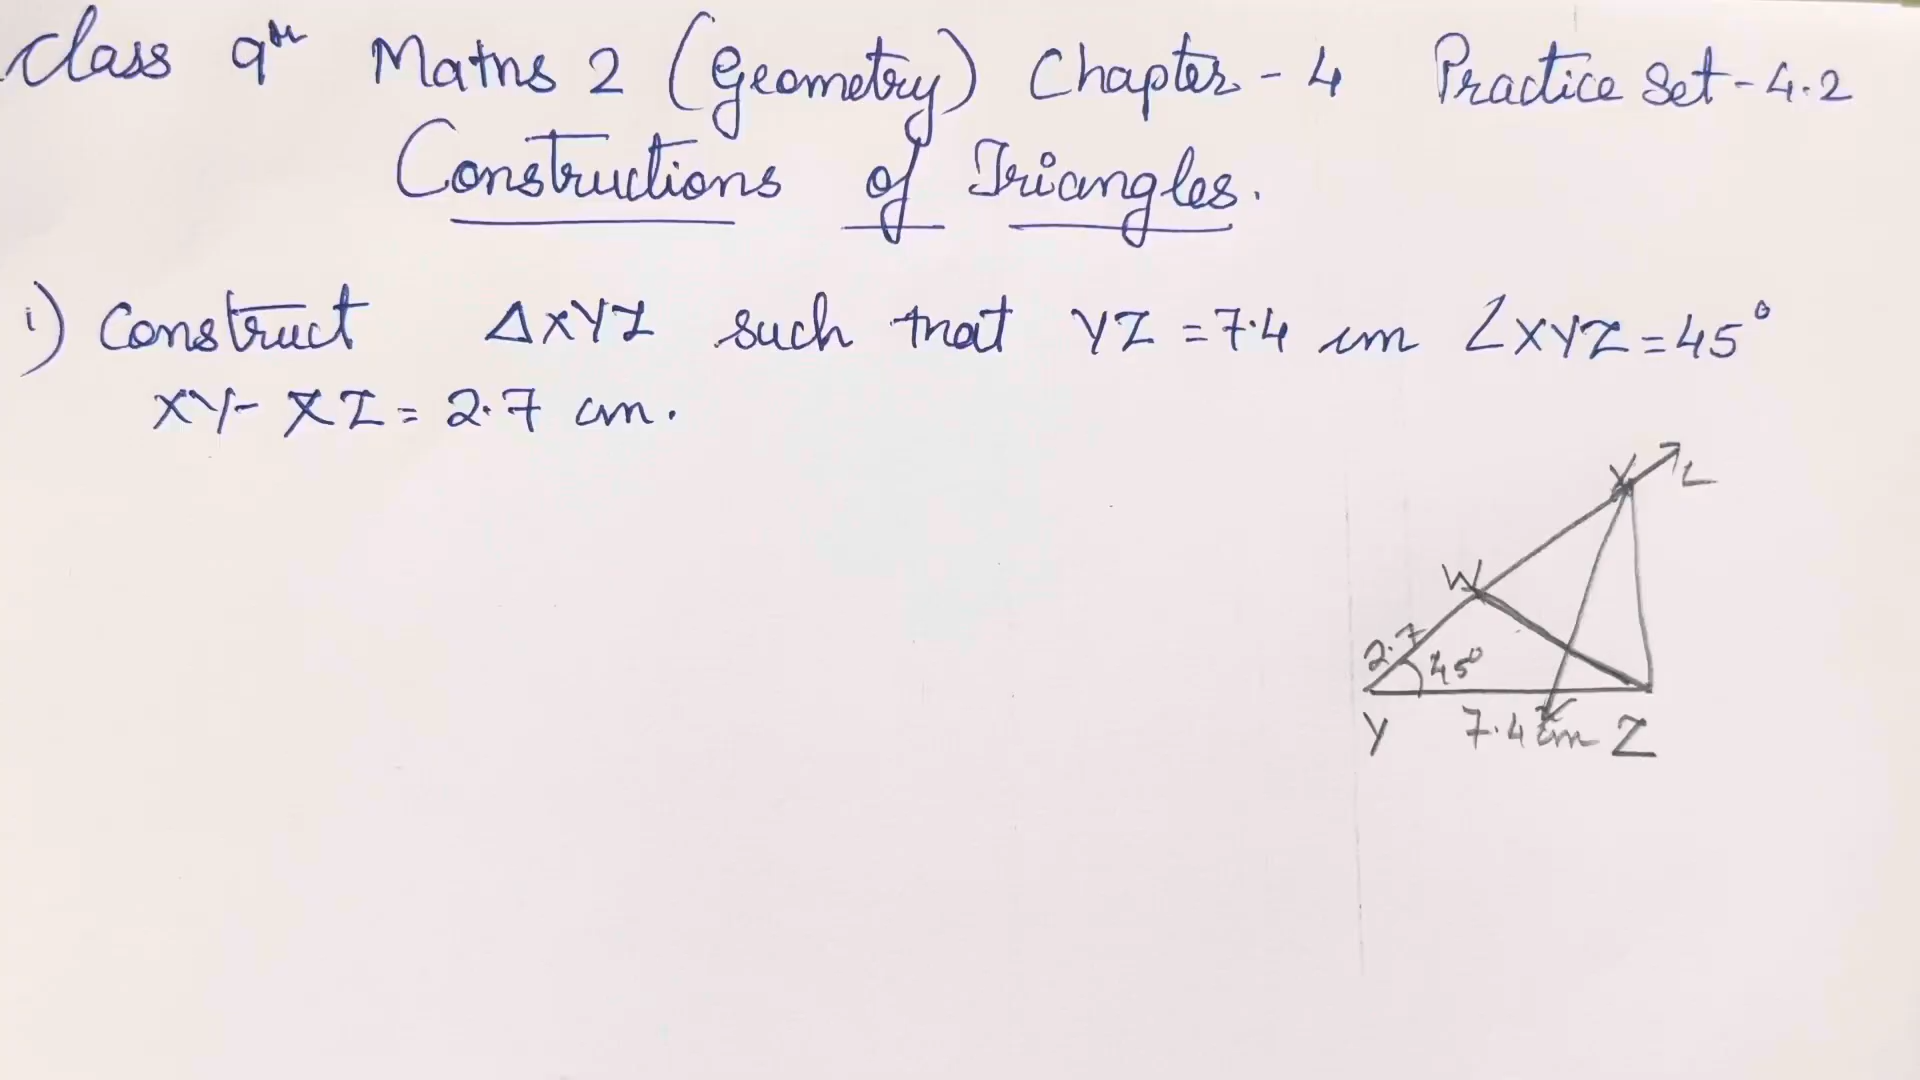 Class 9th Maths 2 (Geometry) Chapter - 4 Practice Set - 4.2
Constructions of Triangles.
1) Construct ΔXYZ such that YZ = 7.4 cm ∠XYZ = 45°
XY - XZ = 2.7 cm.
X L
W
2.7 45°
Y 7.4 cm Z